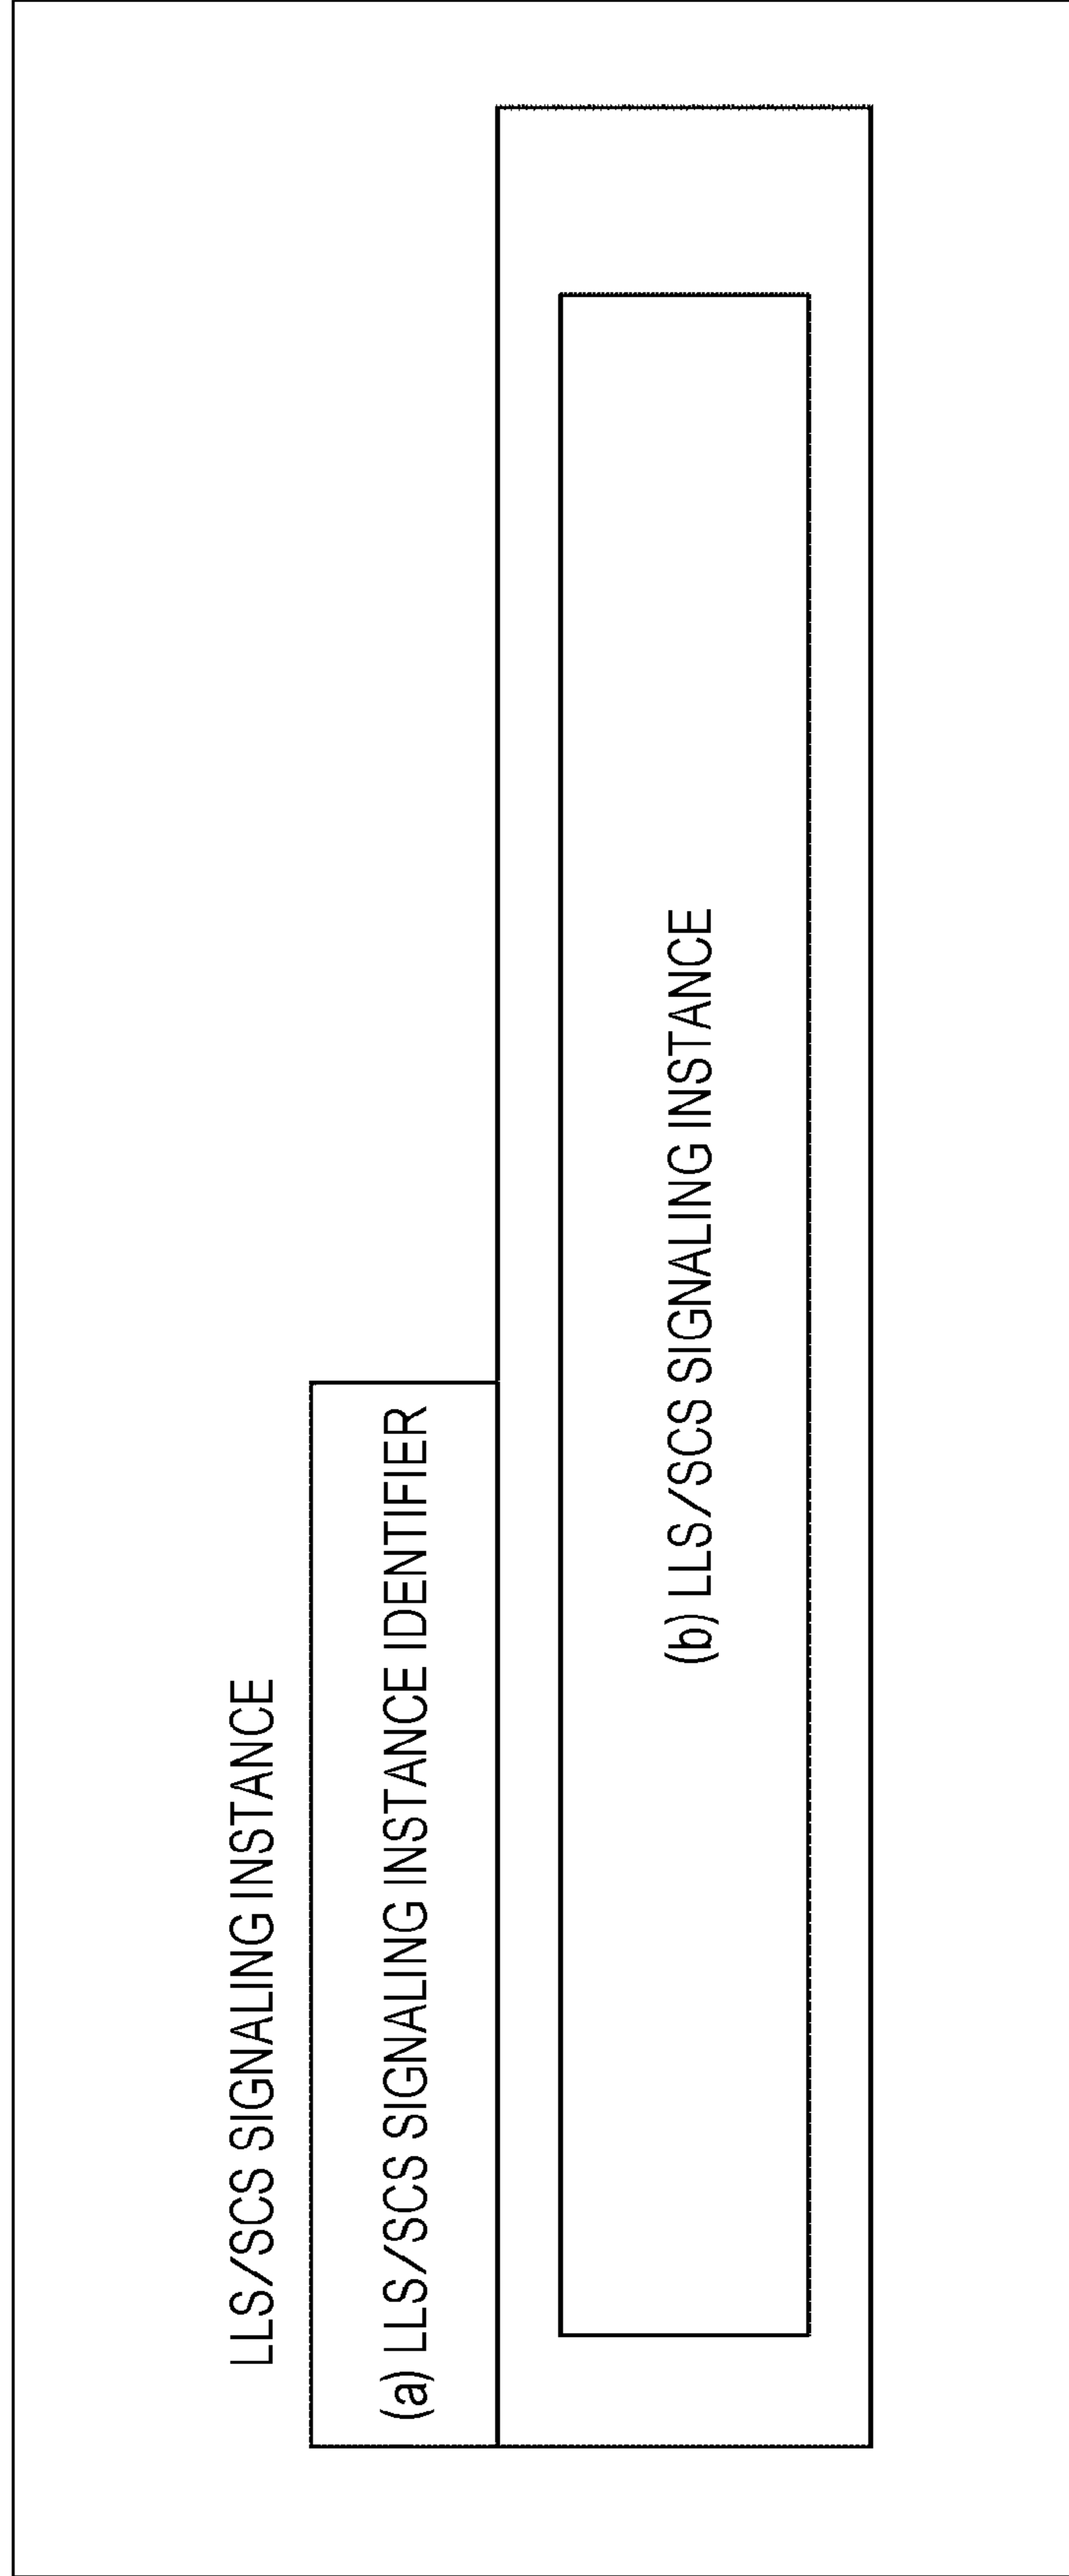 LLS/SCS SIGNALING INSTANCE
(a) LLS/SCS SIGNALING INSTANCE IDENTIFIER
(b) LLS/SCS SIGNALING INSTANCE